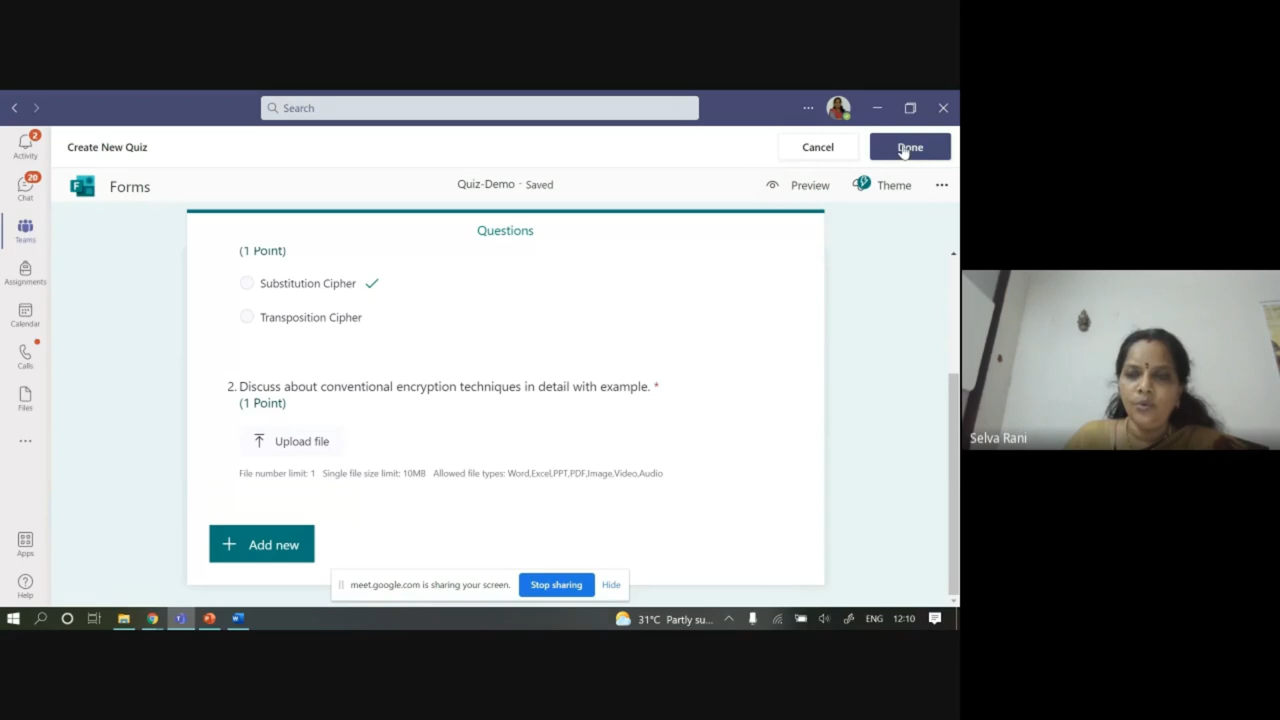 Search
2
Activity
20
Chat
Teams
Assignments
Calendar
Calls
Files
Apps
Help
Create New Quiz
Cancel
Done
F
Forms
Quiz-Demo · Saved
Preview
Theme
Questions
(1 Point)
Substitution Cipher
Transposition Cipher
2. Discuss about conventional encryption techniques in detail with example. *
(1 Point)
Upload file
File number limit: 1 Single file size limit: 10MB Allowed file types: Word,Excel,PPT,PDF,Image,Video,Audio
+ Add new
meet.google.com is sharing your screen.
Stop sharing
Hide
31°C Partly su...
ENG
12:10
Selva Rani